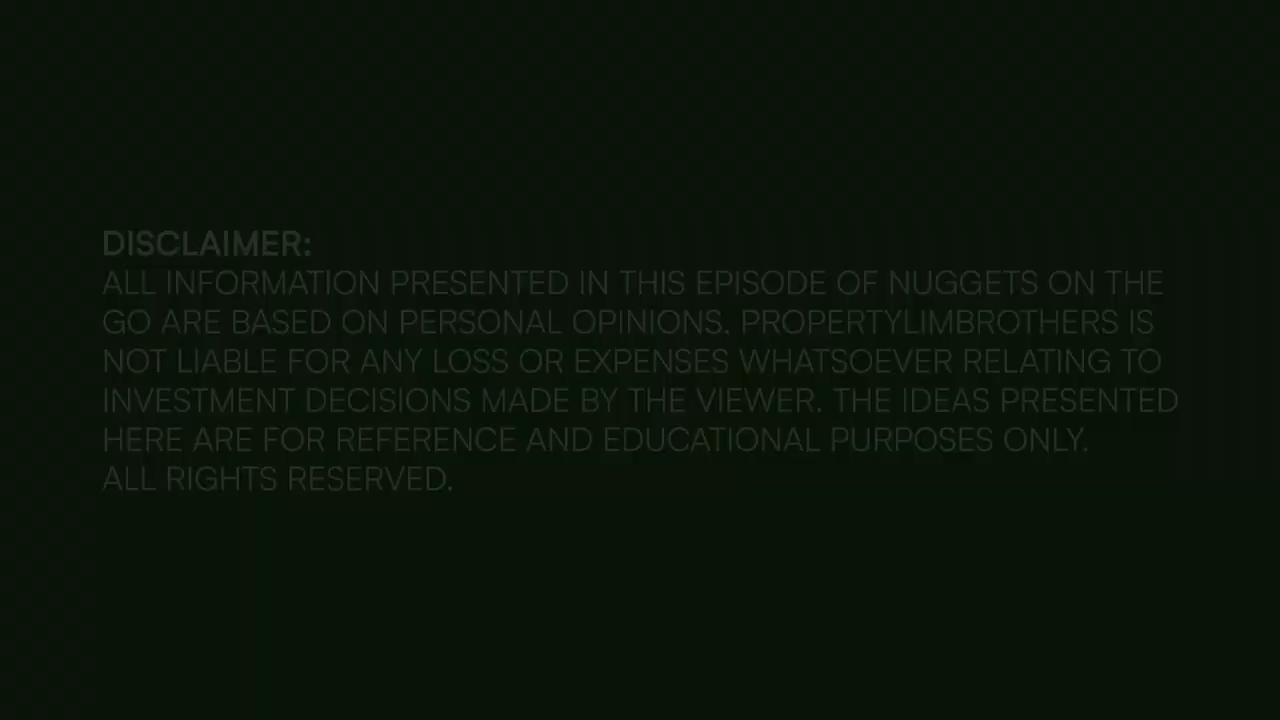 DISCLAIMER:
ALL INFORMATION PRESENTED IN THIS EPISODE OF NUGGETS ON THE
GO ARE BASED ON PERSONAL OPINIONS. PROPERTYLIMBROTHERS IS
NOT LIABLE FOR ANY LOSS OR EXPENSES WHATSOEVER RELATING TO
INVESTMENT DECISIONS MADE BY THE VIEWER. THE IDEAS PRESENTED
HERE ARE FOR REFERENCE AND EDUCATIONAL PURPOSES ONLY.
ALL RIGHTS RESERVED.